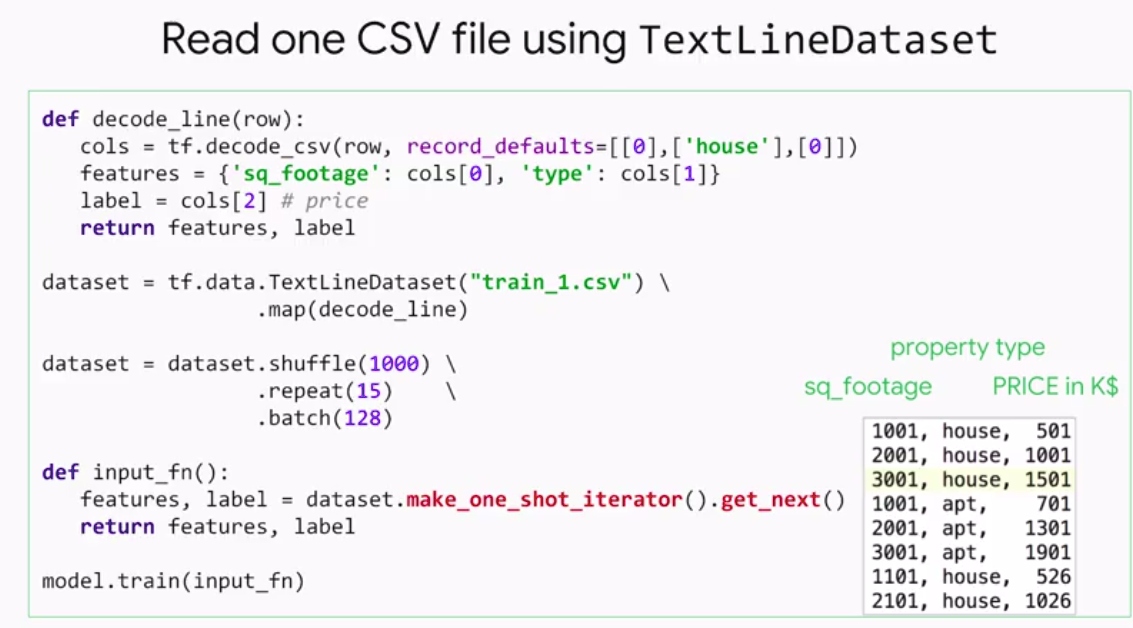 Read one CSV file using TextLineDataset
def decode_line(row):
cols = tf.decode_csv(row, record_defaults=[[0],['house'],[0]])
features = {'sq_footage': cols[0], 'type': cols[1]}
label = cols[2] # price
return features, label
dataset = tf.data.TextLineDataset("train_1.csv") \
.map(decode_line)
dataset = dataset.shuffle(1000) \
.repeat(15) \
.batch(128)
def input_fn():
features, label = dataset.make_one_shot_iterator().get_next()
return features, label
model.train(input_fn)
property type
sq_footage PRICE in K$
1001, house, 501
2001, house, 1001
3001, house, 1501
1001, apt, 701
2001, apt, 1301
3001, apt, 1901
1101, house, 526
2101, house, 1026